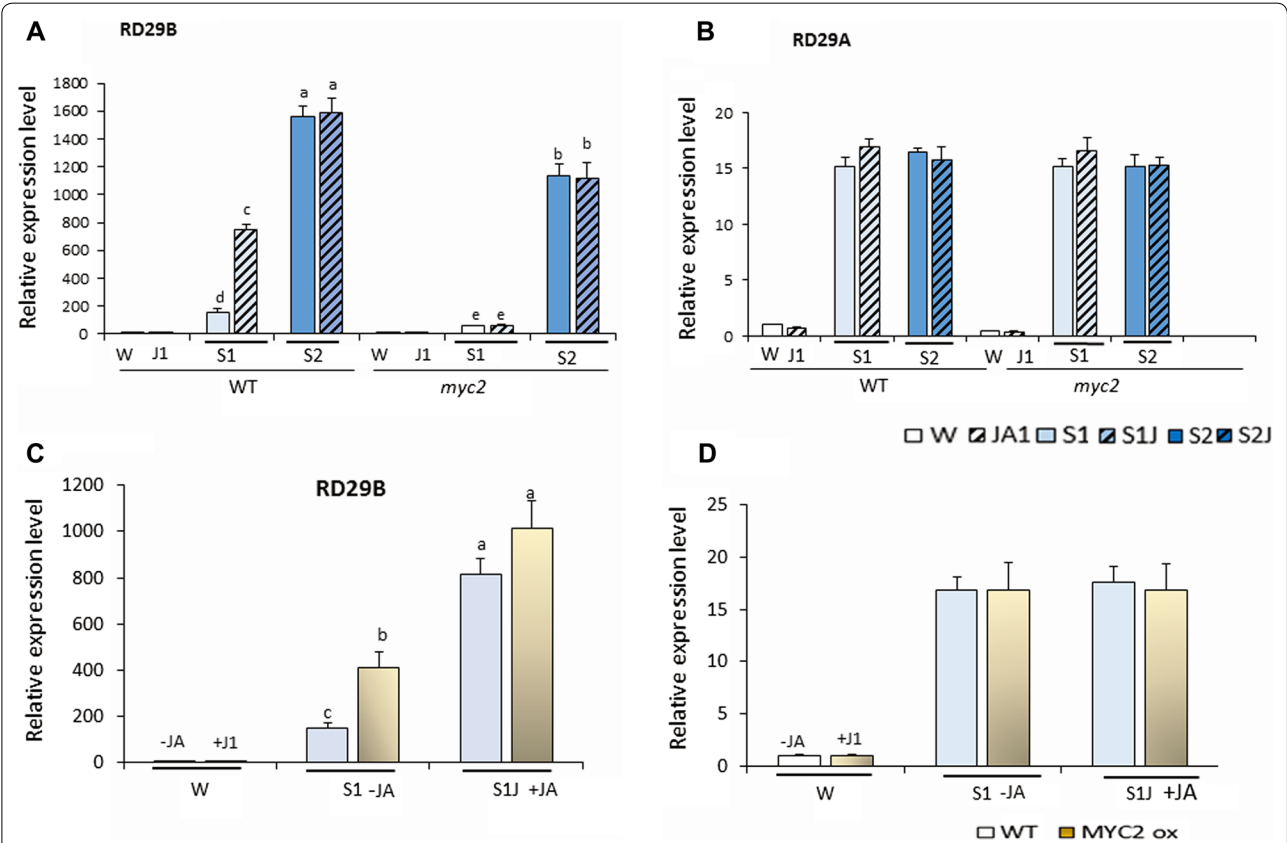 A
RD29B
Relative expression level
1800
1600
1400
1200
1000
800
600
400
200
0
d
c
a
a
e
e
b
b
W J1 S1 S2 W J1 S1 S2
WT myc2
B
RD29A
Relative expression level
20
15
10
5
0
W J1 S1 S2 W J1 S1 S2
WT myc2
W JA1 S1 S1J S2 S2J
C
RD29B
Relative expression level
1200
1000
800
600
400
200
0
-JA +J1
c
b
a
a
W S1 -JA S1J +JA
D
Relative expression level
25
20
15
10
5
0
-JA +J1
W S1 -JA S1J +JA
WT MYC2 ox